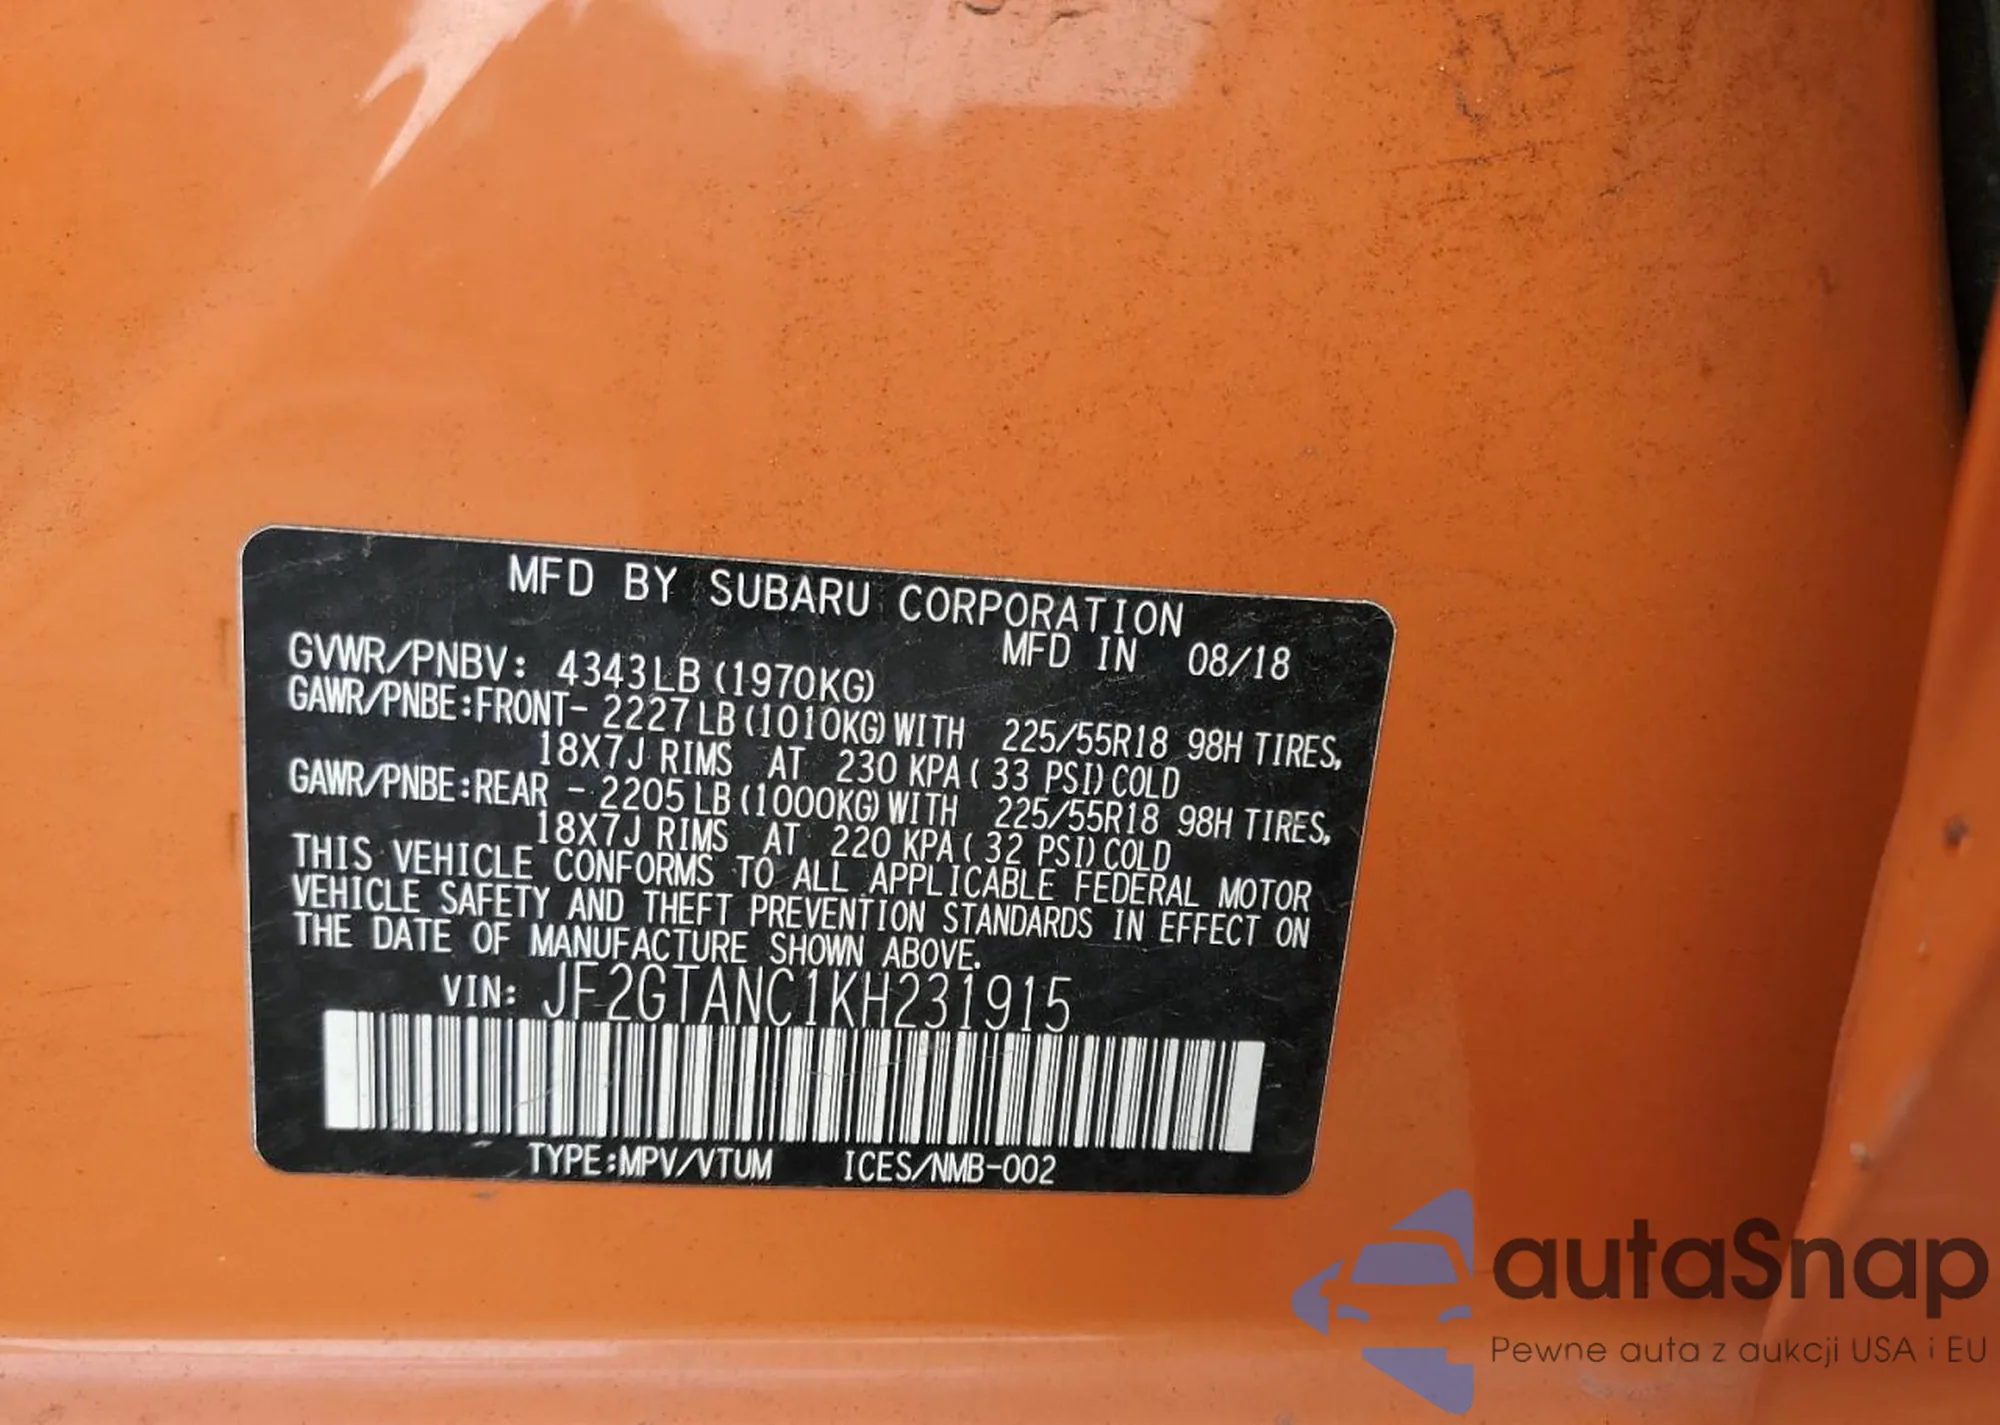 MFD BY SUBARU CORPORATION
MFD IN 08/18
GVWR/PNBV: 4343LB (1970KG)
GAWR/PNBE:FRONT- 2227LB (1010KG) WITH 225/55R18 98H TIRES,
18X7J RIMS AT 230 KPA ( 33 PSI) COLD
GAWR/PNBE:REAR - 2205LB (1000KG) WITH 225/55R18 98H TIRES,
18X7J RIMS AT 220 KPA ( 32 PSI) COLD
THIS VEHICLE CONFORMS TO ALL APPLICABLE FEDERAL MOTOR
VEHICLE SAFETY AND THEFT PREVENTION STANDARDS IN EFFECT ON
THE DATE OF MANUFACTURE SHOWN ABOVE.
VIN: JF2GTANC1KH231915
TYPE:MPV/VTUM ICES/NMB-002
autaSnap
Pewne auta z aukcji USA i EU